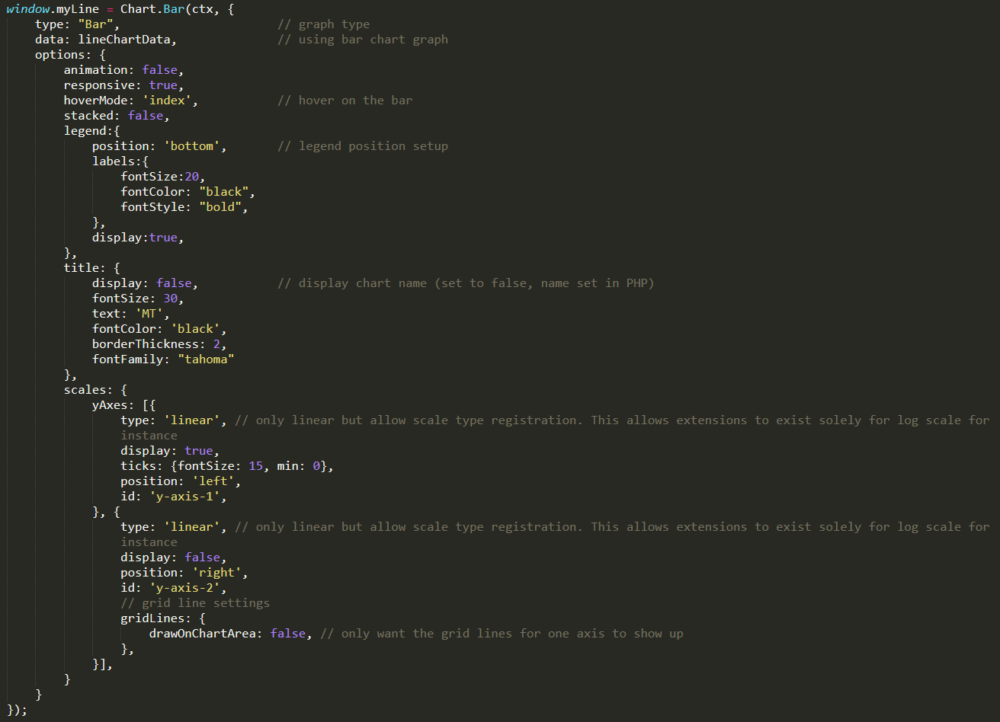 window.myLine = Chart.Bar(ctx, {
    type: "Bar",                      // graph type
    data: lineChartData,              // using bar chart graph
    options: {
        animation: false,
        responsive: true,
        hoverMode: 'index',           // hover on the bar
        stacked: false,
        legend:{
            position: 'bottom',       // legend position setup
            labels:{
                fontSize:20,
                fontColor: "black",
                fontStyle: "bold",
            },
            display:true,
        },
        title: {
            display: false,           // display chart name (set to false, name set in PHP)
            fontSize: 30,
            text: 'MT',
            fontColor: 'black',
            borderThickness: 2,
            fontFamily: "tahoma"
        },
        scales: {
            yAxes: [{
                type: 'linear', // only linear but allow scale type registration. This allows extensions to exist solely for log scale for
                instance
                display: true,
                ticks: {fontSize: 15, min: 0},
                position: 'left',
                id: 'y-axis-1',
            }, {
                type: 'linear', // only linear but allow scale type registration. This allows extensions to exist solely for log scale for
                instance
                display: false,
                position: 'right',
                id: 'y-axis-2',
                // grid line settings
                gridLines: {
                    drawOnChartArea: false, // only want the grid lines for one axis to show up
                },
            }],
        }
    }
});